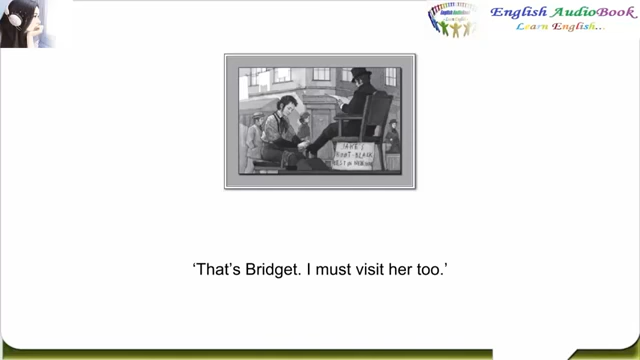 English AudioBook
Learn English...
'That's Bridget. I must visit her too.'